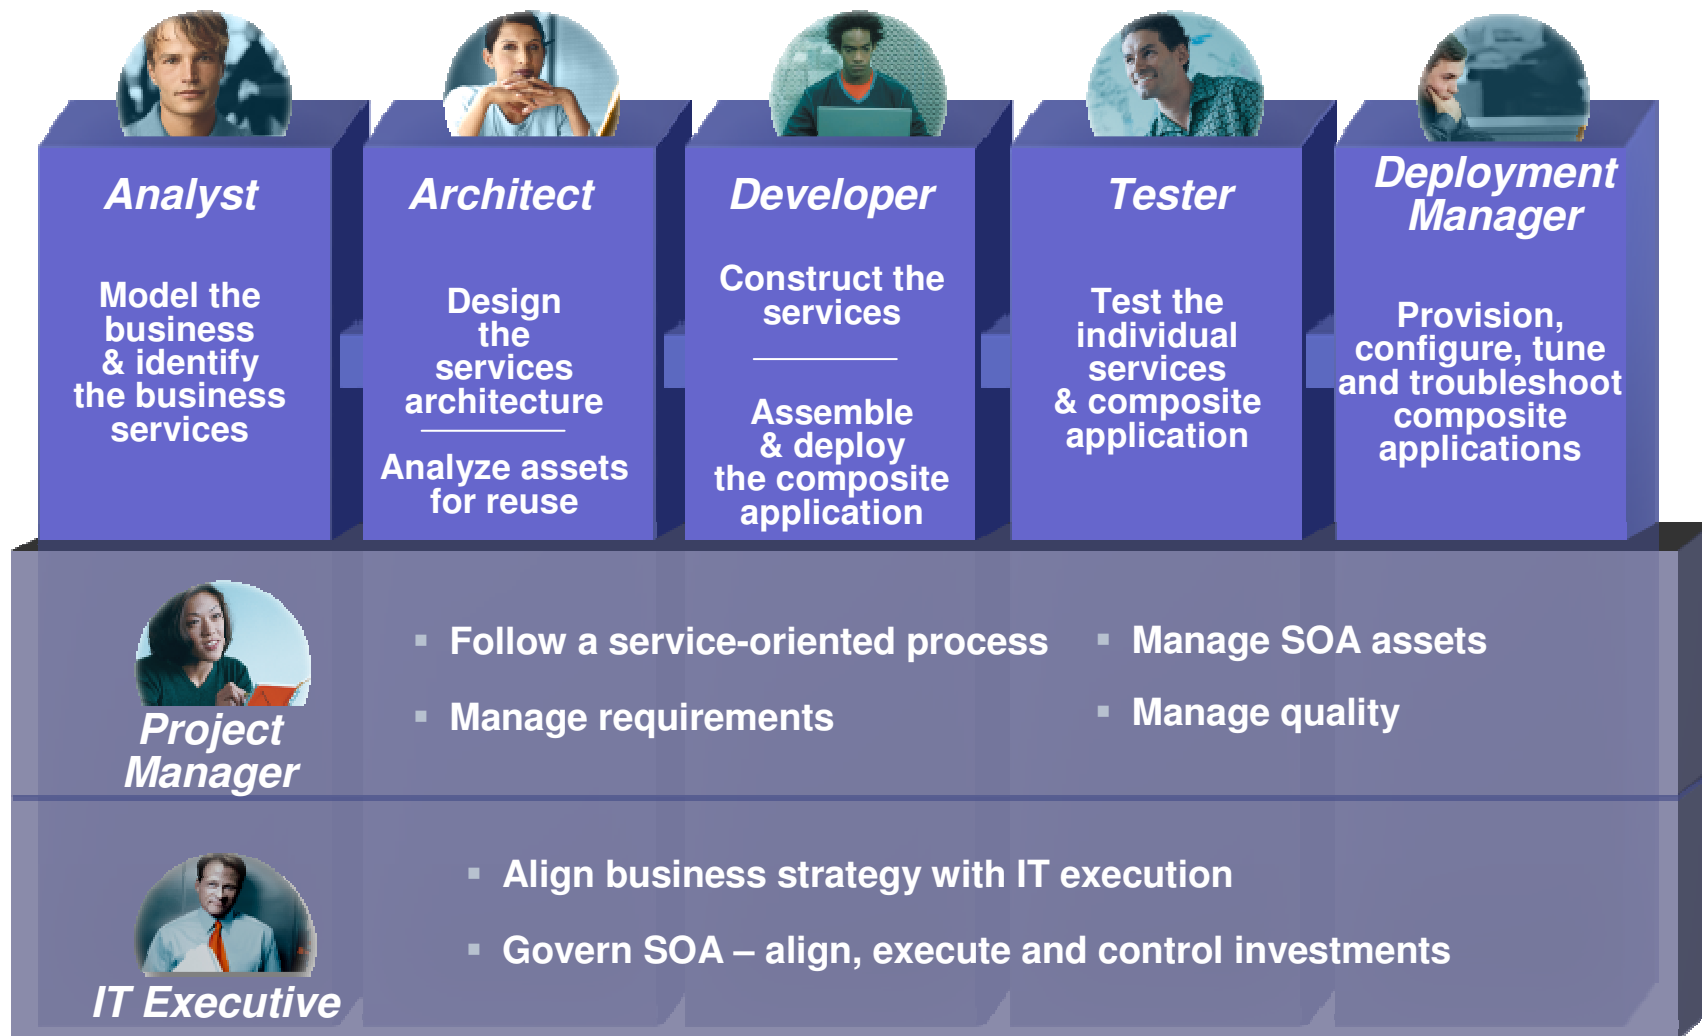 Analyst
Model the
business
& identify
the business
services
Architect
Design
the
services
architecture
Analyze assets
for reuse
Developer
Construct the
services
Assemble
& deploy
the composite
application
Tester
Test the
individual
services
& composite
application
Deployment
Manager
Provision,
configure, tune
and troubleshoot
composite
applications
Project
Manager
▪ Follow a service-oriented process
▪ Manage requirements
▪ Manage SOA assets
▪ Manage quality
IT Executive
▪ Align business strategy with IT execution
▪ Govern SOA – align, execute and control investments